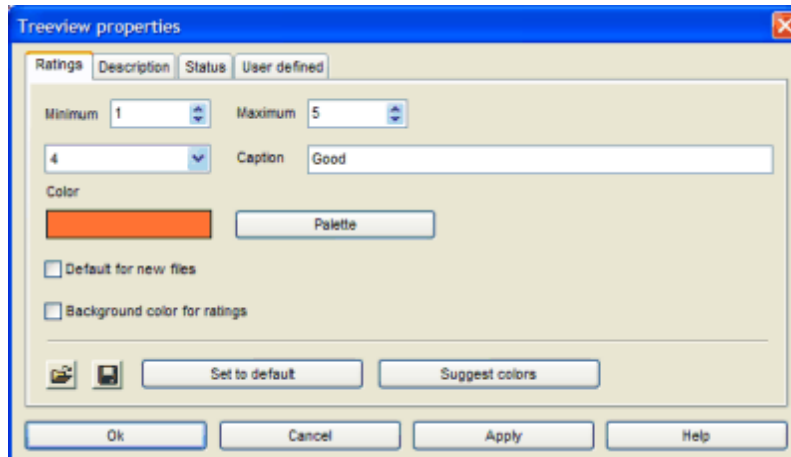 Treeview properties
Ratings Description Status User defined
Minimum 1 Maximum 5
4 Caption Good
Color
Palette
Default for new files
Background color for ratings
Set to default Suggest colors
Ok Cancel Apply Help